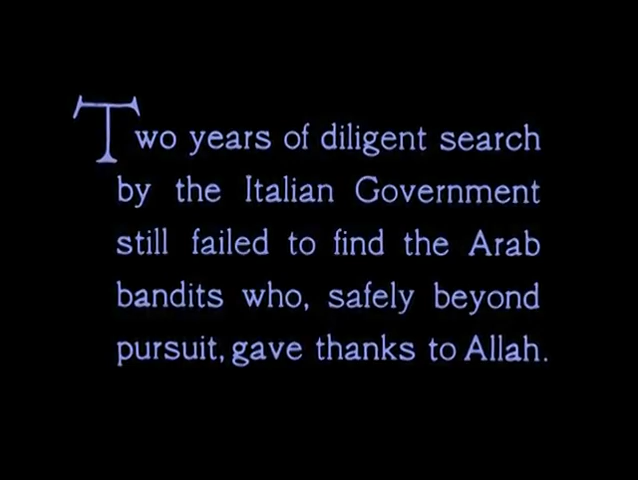 Two years of diligent search
by the Italian Government
still failed to find the Arab
bandits who, safely beyond
pursuit, gave thanks to Allah.